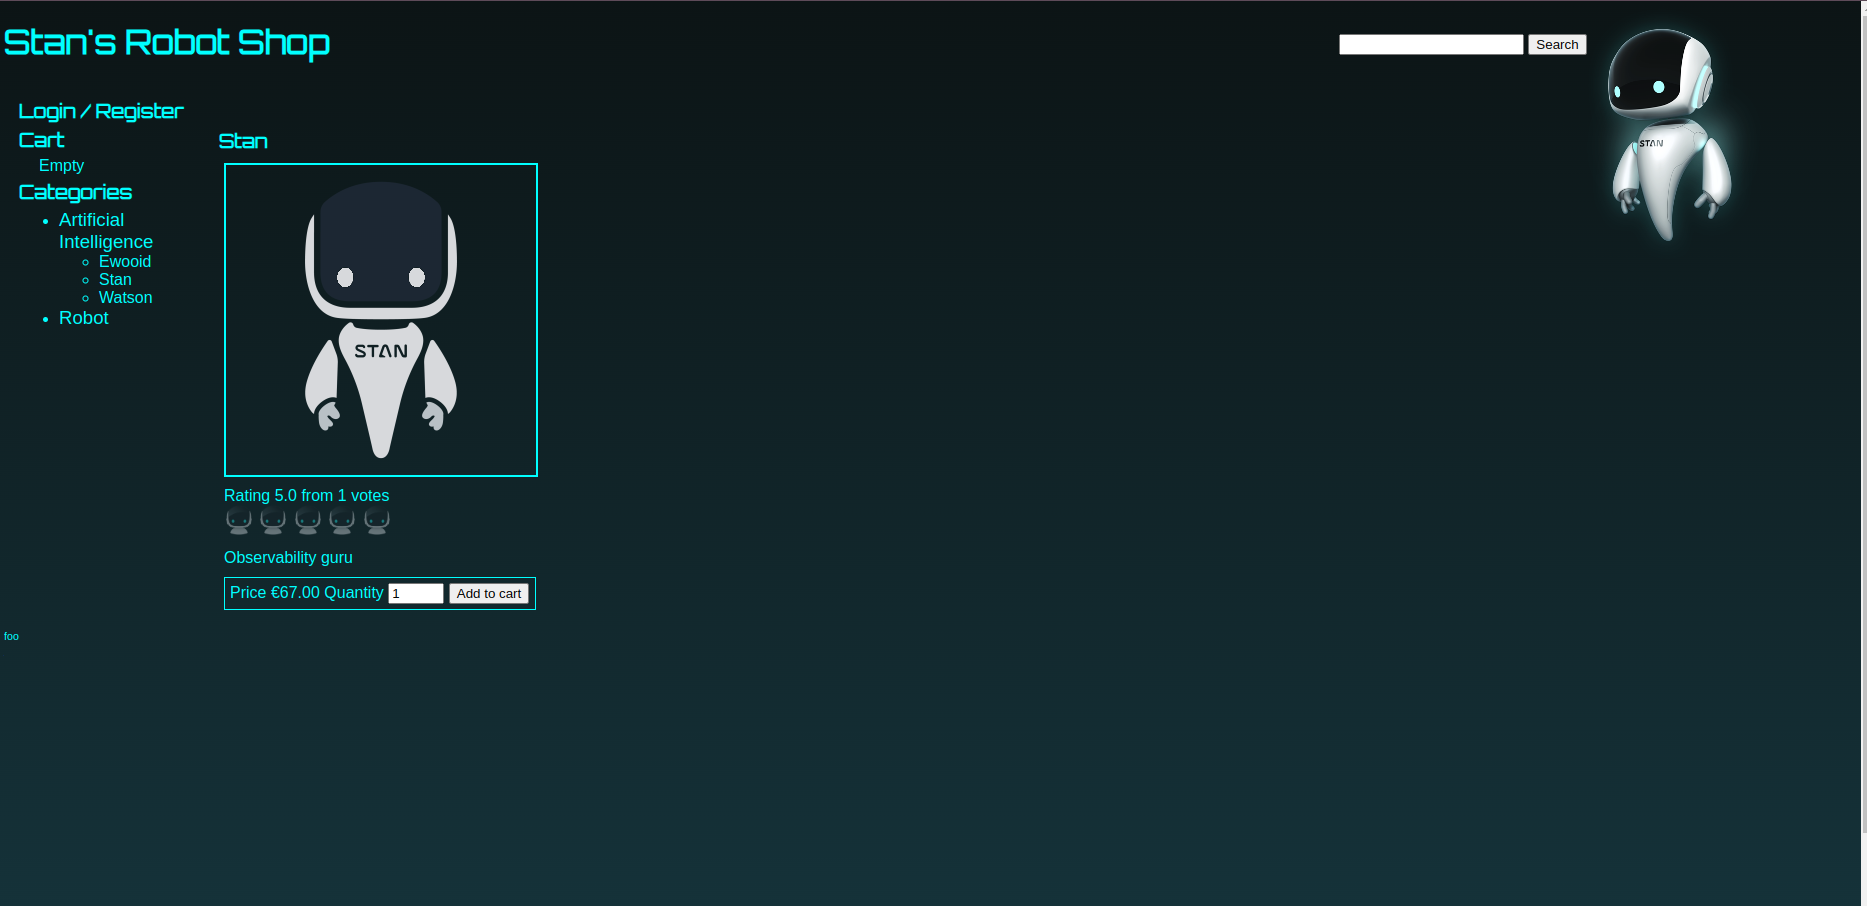 Stan's Robot Shop
Search
Login / Register
Cart
Empty
Categories
Artificial
Intelligence
Ewooid
Stan
Watson
Robot
Stan
STAN
Rating 5.0 from 1 votes
Observability guru
Price €67.00 Quantity 1 Add to cart
STAN
foo